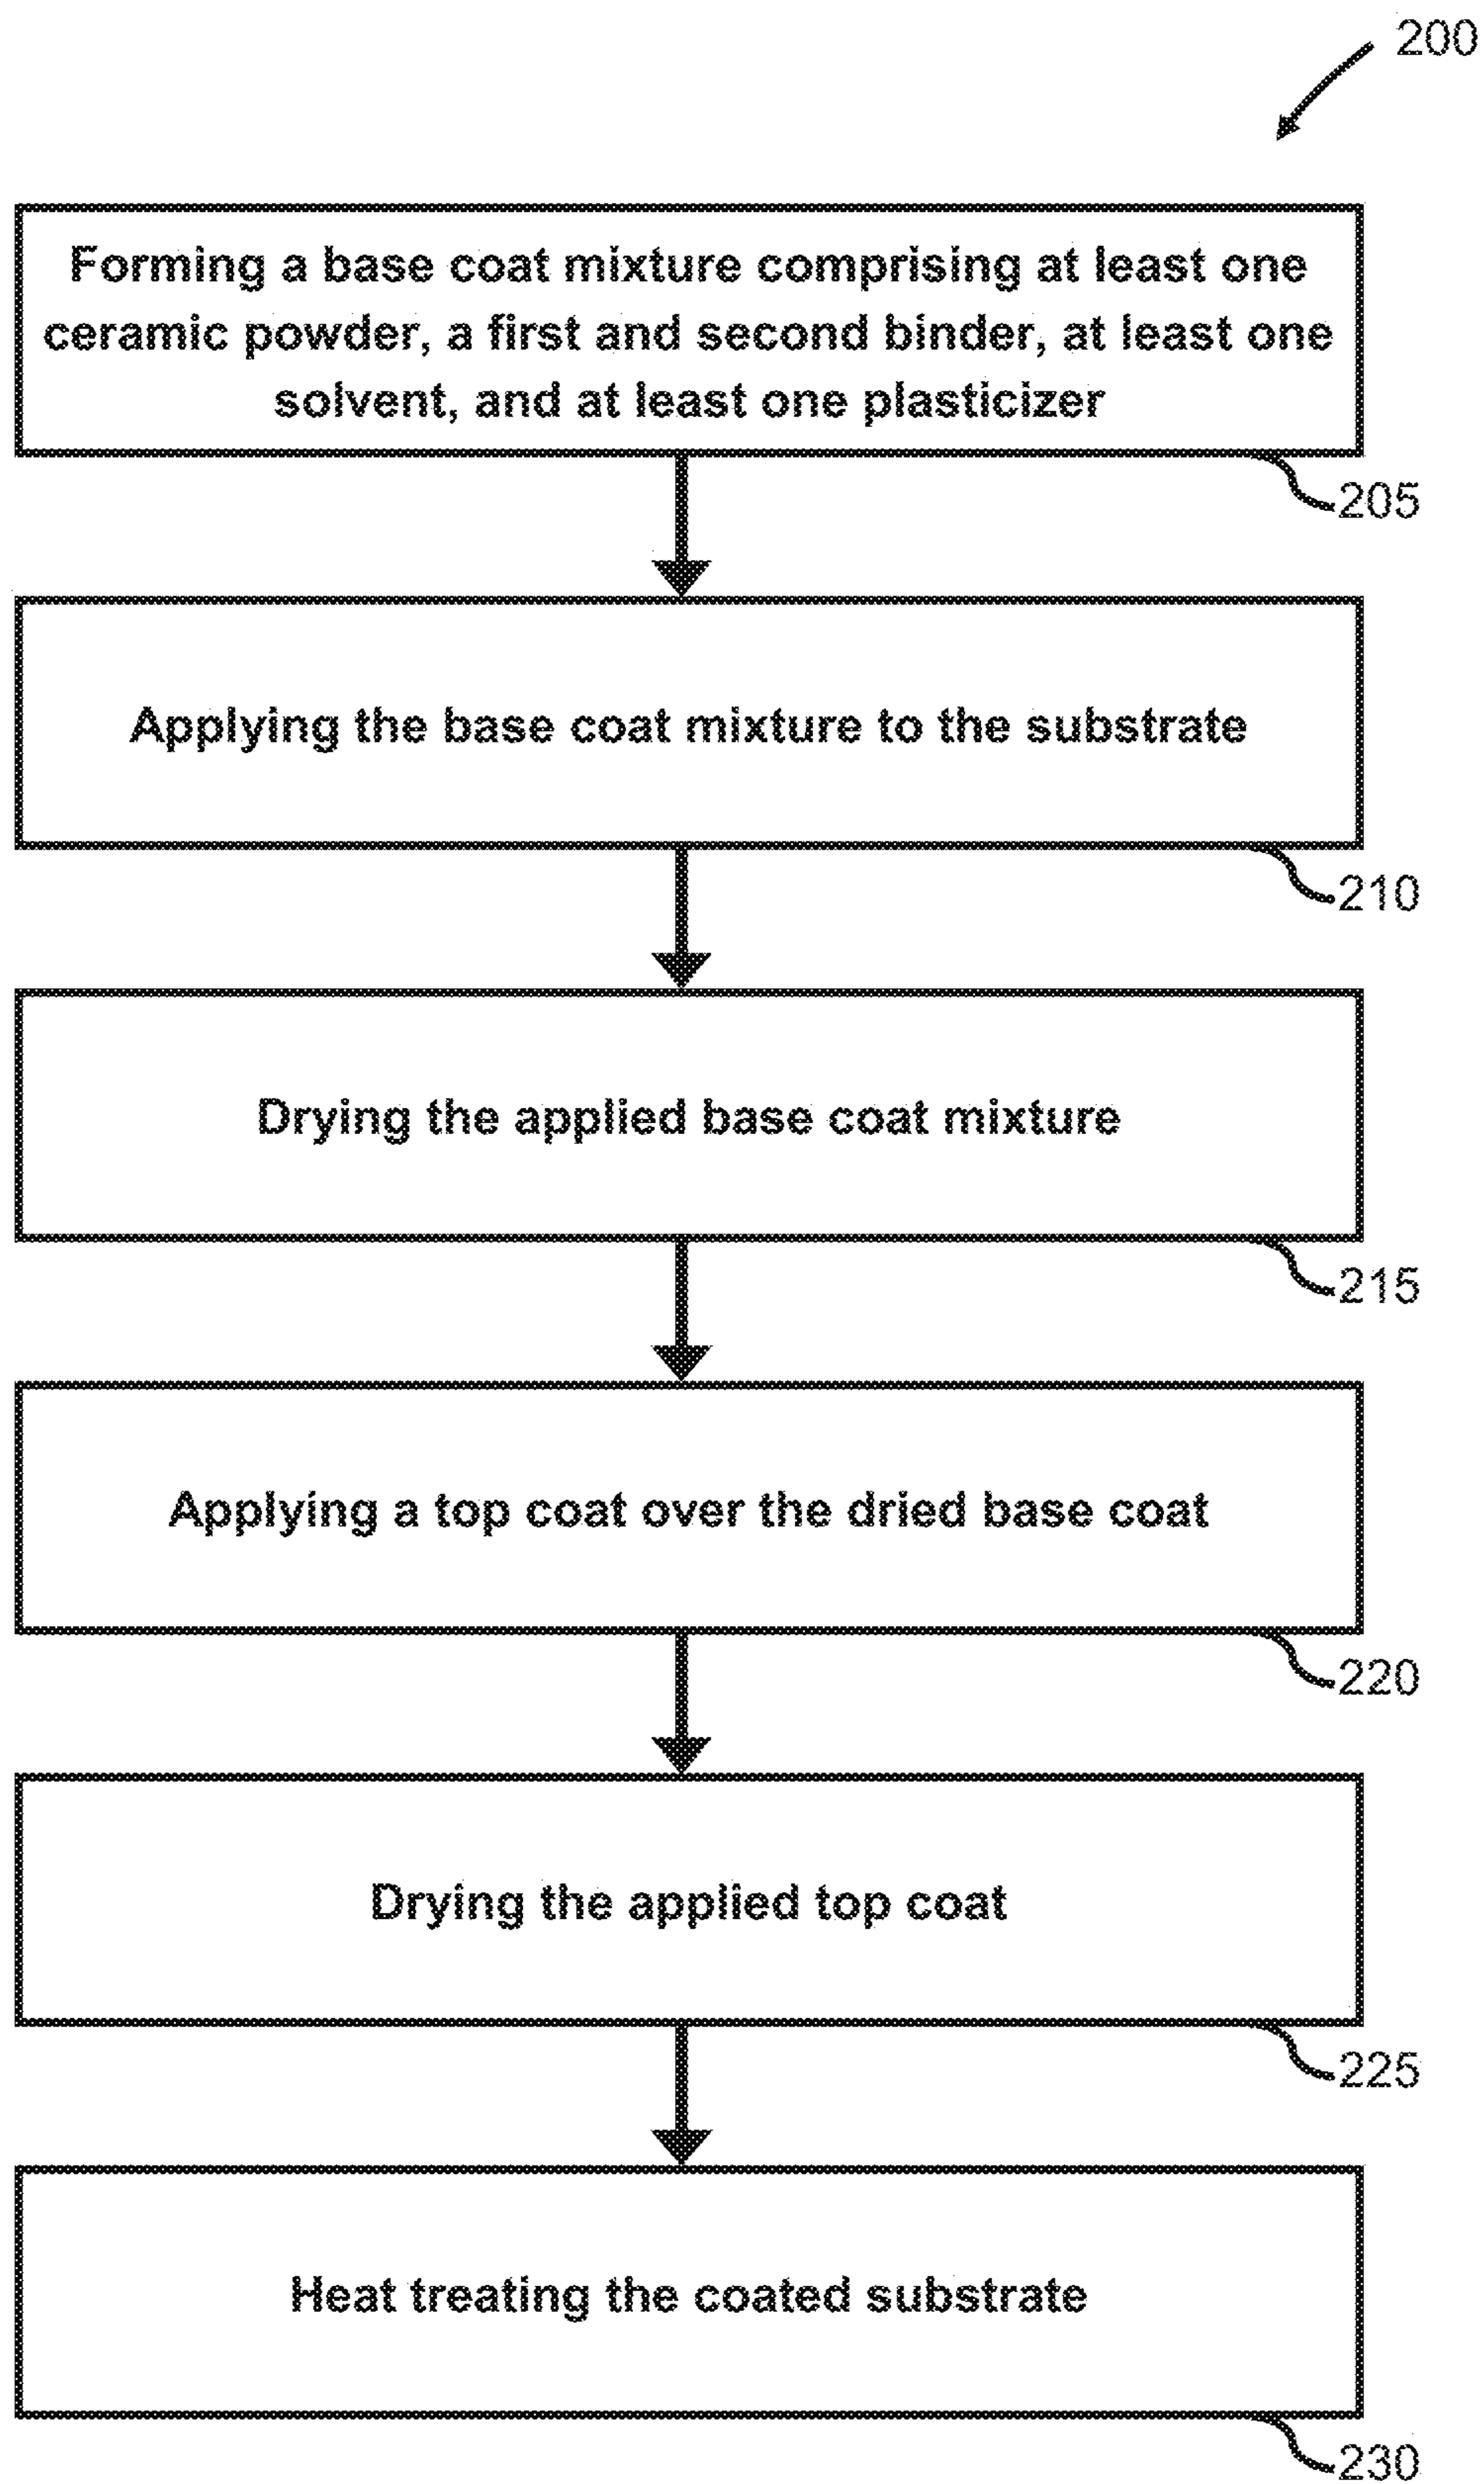 200
Forming a base coat mixture comprising at least one
ceramic powder, a first and second binder, at least one
solvent, and at least one plasticizer
205
Applying the base coat mixture to the substrate
210
Drying the applied base coat mixture
215
Applying a top coat over the dried base coat
220
Drying the applied top coat
225
Heat treating the coated substrate
230